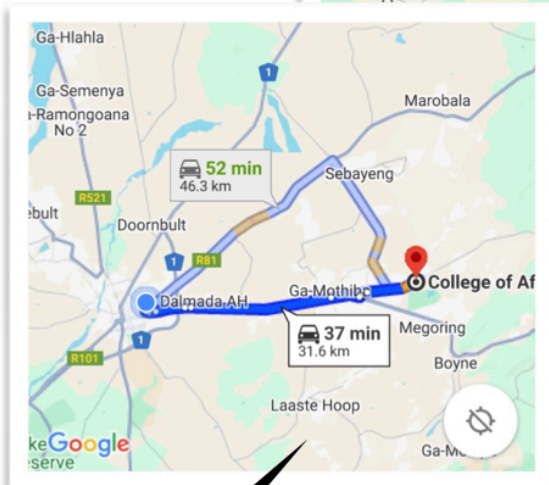 Ga-Hlahla
1
Ga-Semenya
a-Ramongoana
No 2
Marobala
52 min
46.3 km
Sebayeng
R521
ebult
Doornbult
R81
1
College of Af
Dalmada AH
Ga-Mothiba
37 min
31.6 km
Megoring
R101
1
Boyne
Laaste Hoop
ke Google
eserve